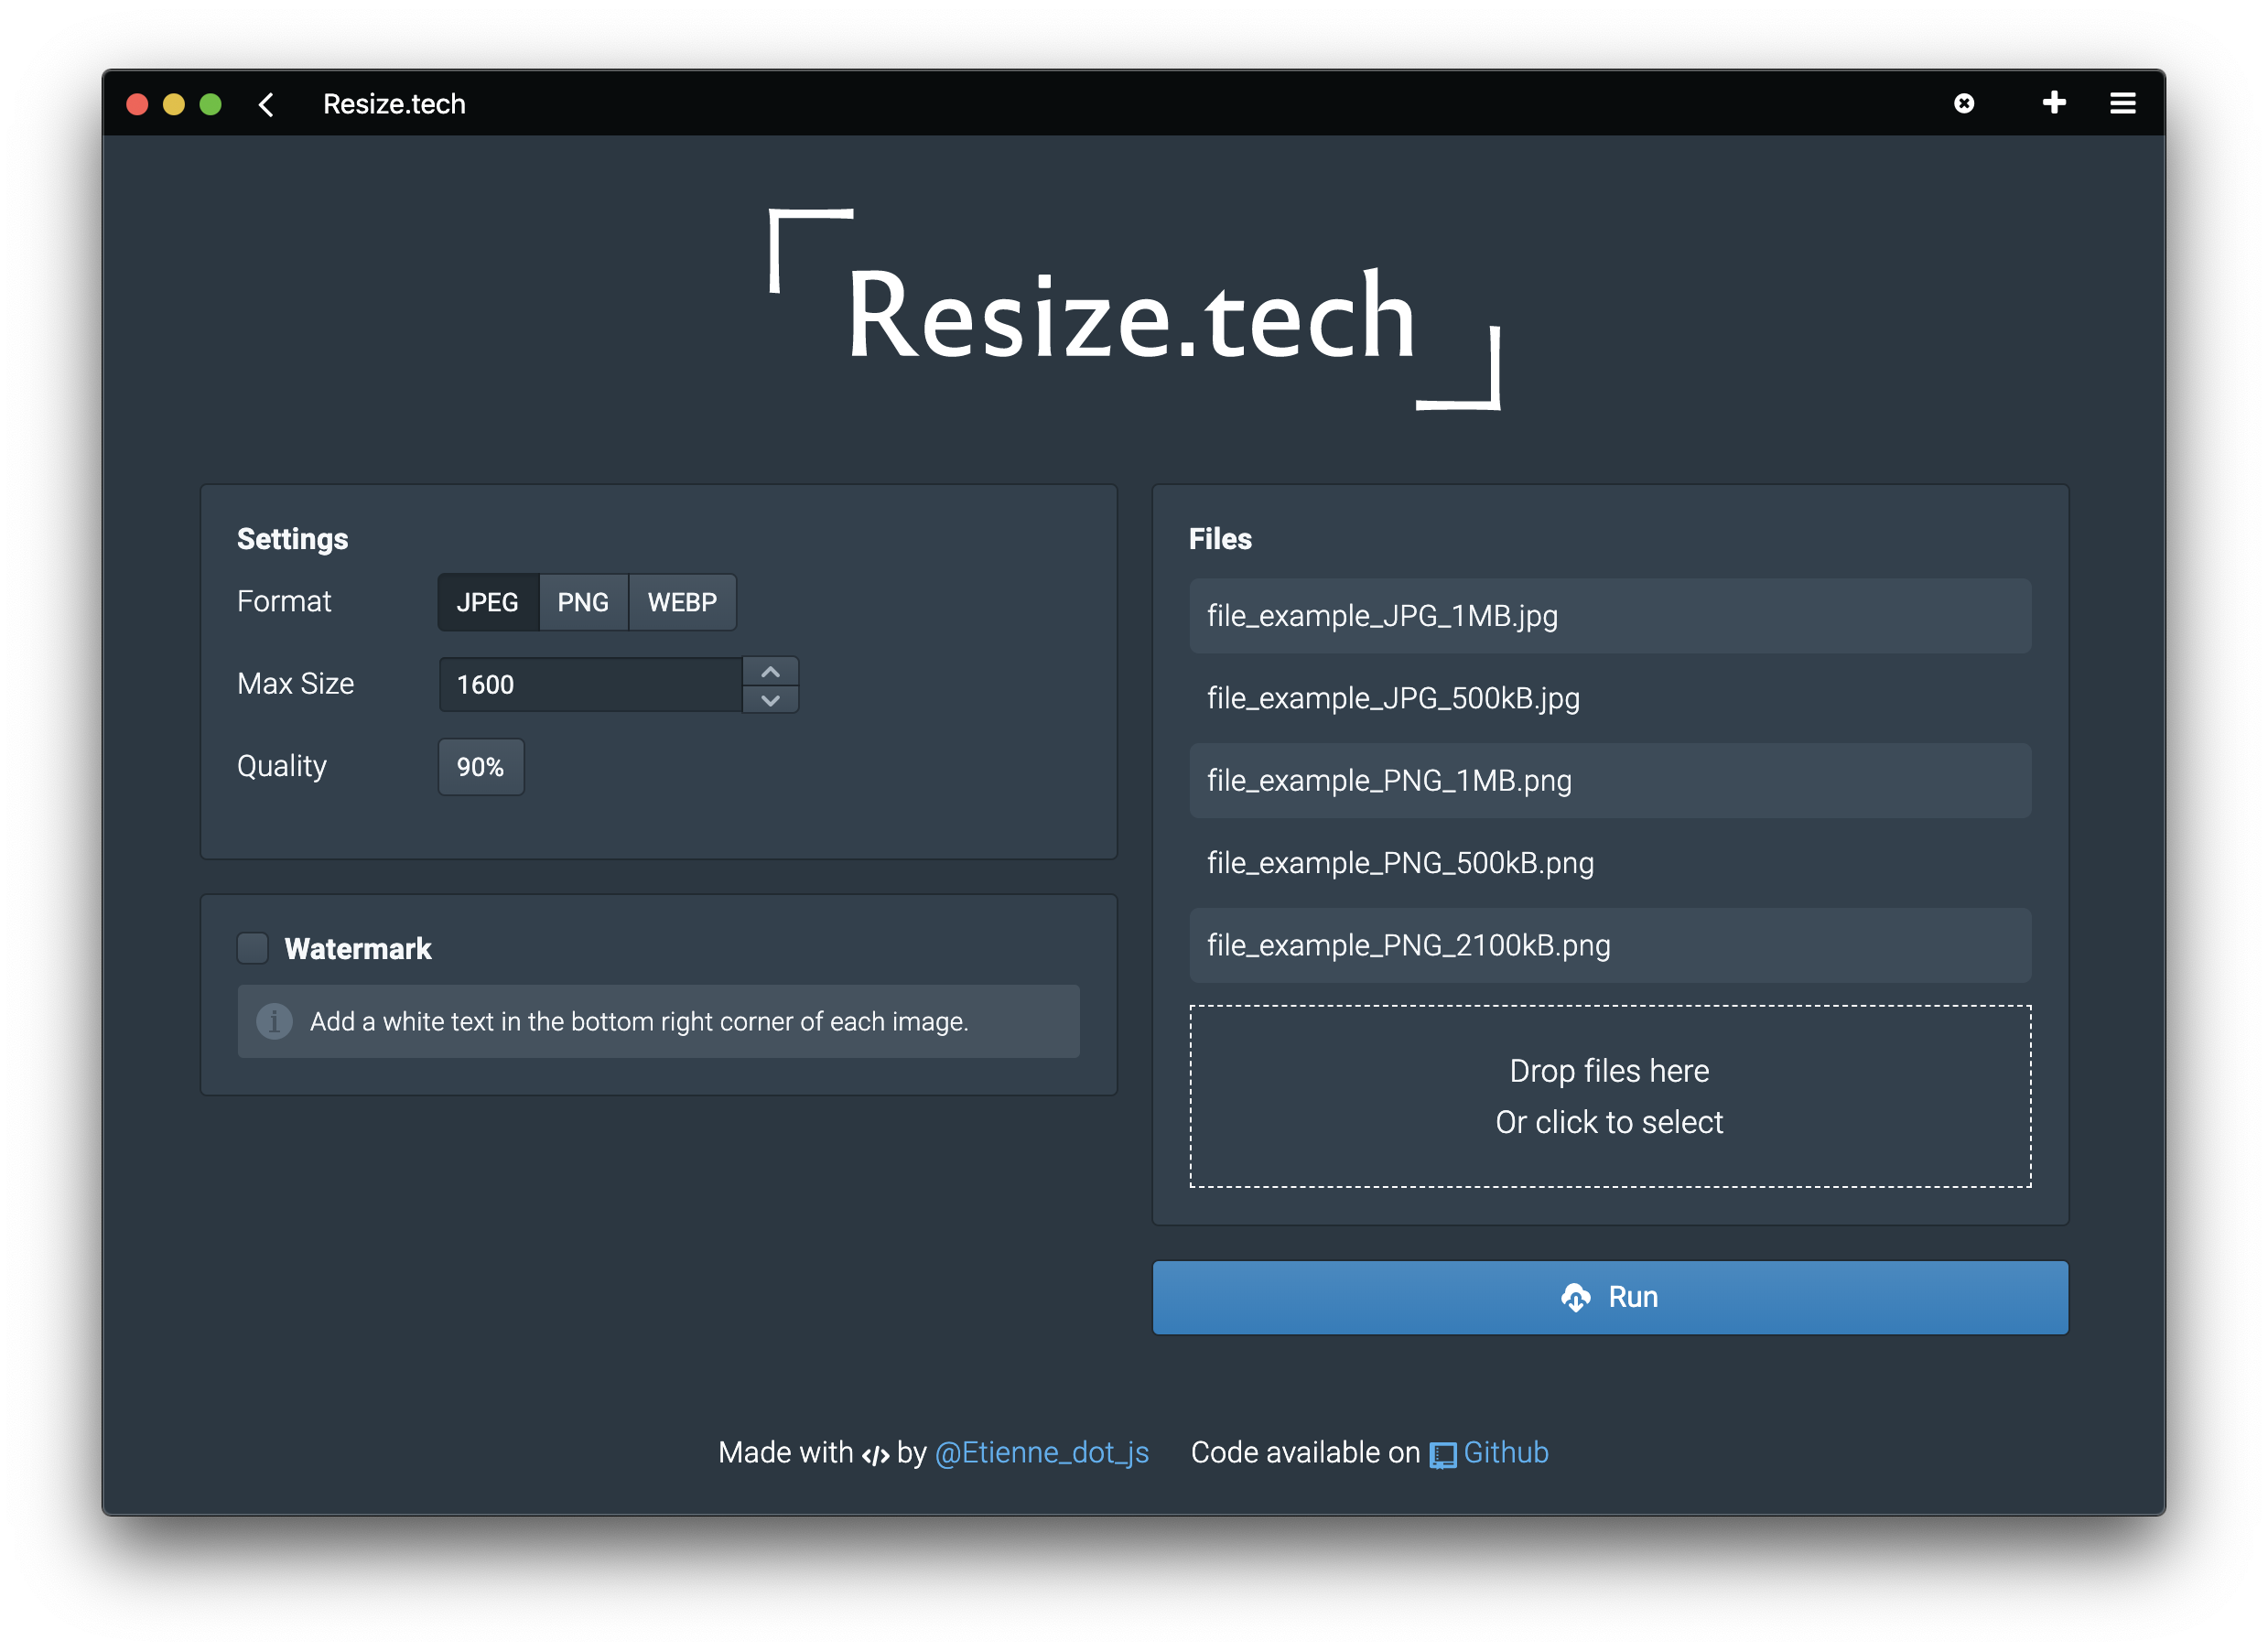 Resize.tech
Resize.tech
Settings
Format JPEG PNG WEBP
Max Size 1600
Quality 90%
Watermark
Add a white text in the bottom right corner of each image.
Files
file_example_JPG_1MB.jpg
file_example_JPG_500kB.jpg
file_example_PNG_1MB.png
file_example_PNG_500kB.png
file_example_PNG_2100kB.png
Drop files here
Or click to select
Run
Made with </> by @Etienne_dot_js Code available on Github